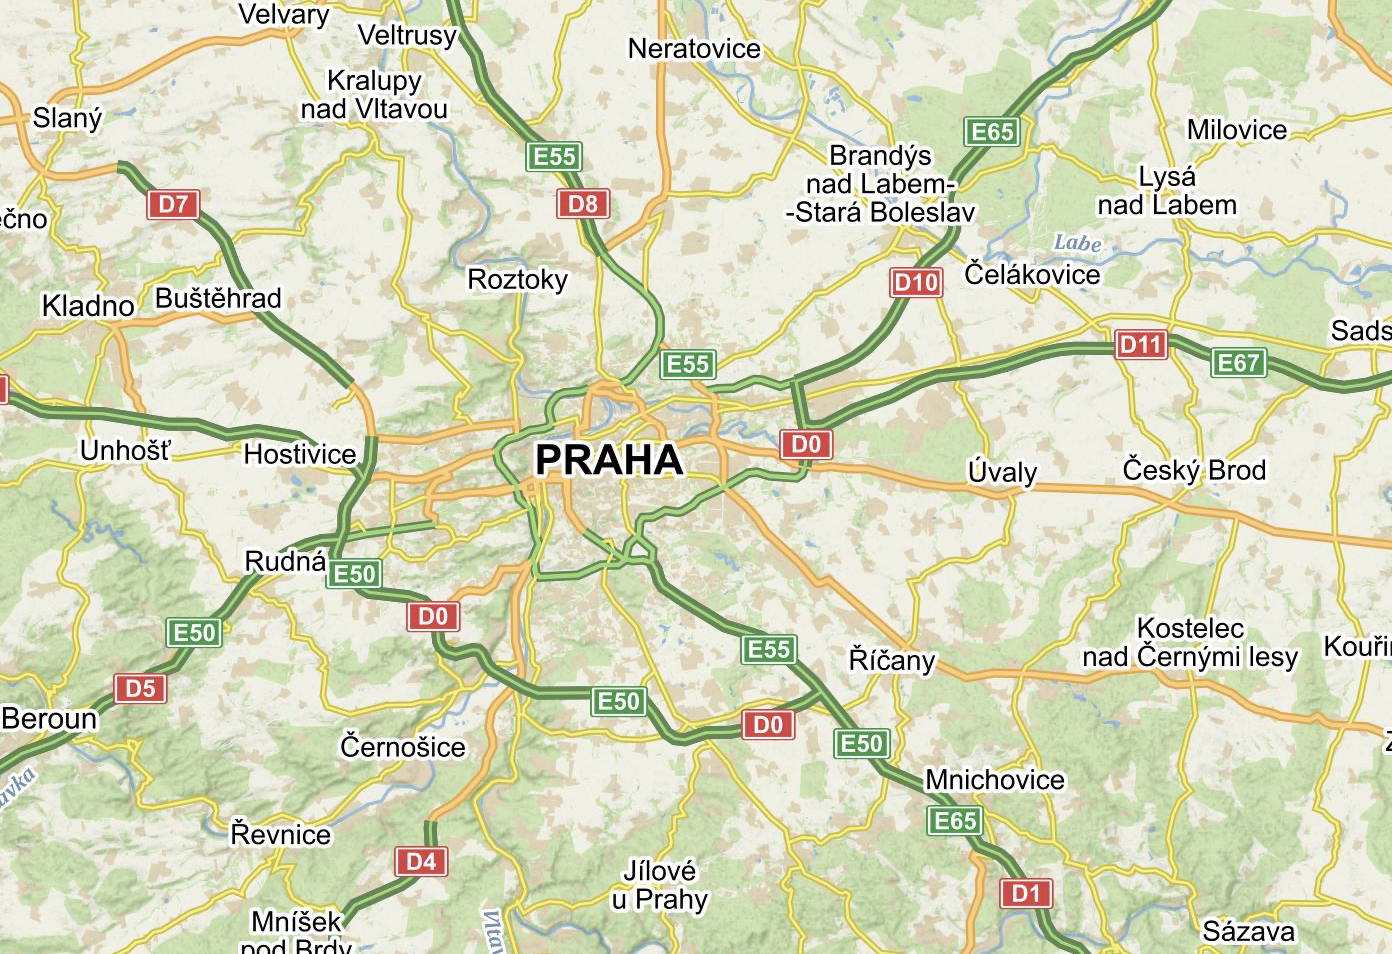 Velvary
Veltrusy
Neratovice
Kralupy
nad Vltavou
Slaný
E65
Milovice
E55
Brandýs
nad Labem-
-Stará Boleslav
Lysá
nad Labem
D7
D8
ečno
Labe
Roztoky
D10
Čelákovice
Kladno
Buštěhrad
Sads
D11
E55
E67
Unhošť
Hostivice
PRAHA
D0
Úvaly
Český Brod
Rudná
E50
D0
E50
Kostelec
nad Černými lesy
Kouřim
E55
Říčany
D5
E50
Beroun
D0
Černošice
E50
Mnichovice
avka
E65
Řevnice
D4
Jílové
u Prahy
D1
Mníšek
pod Brdy
Vltav
Sázava